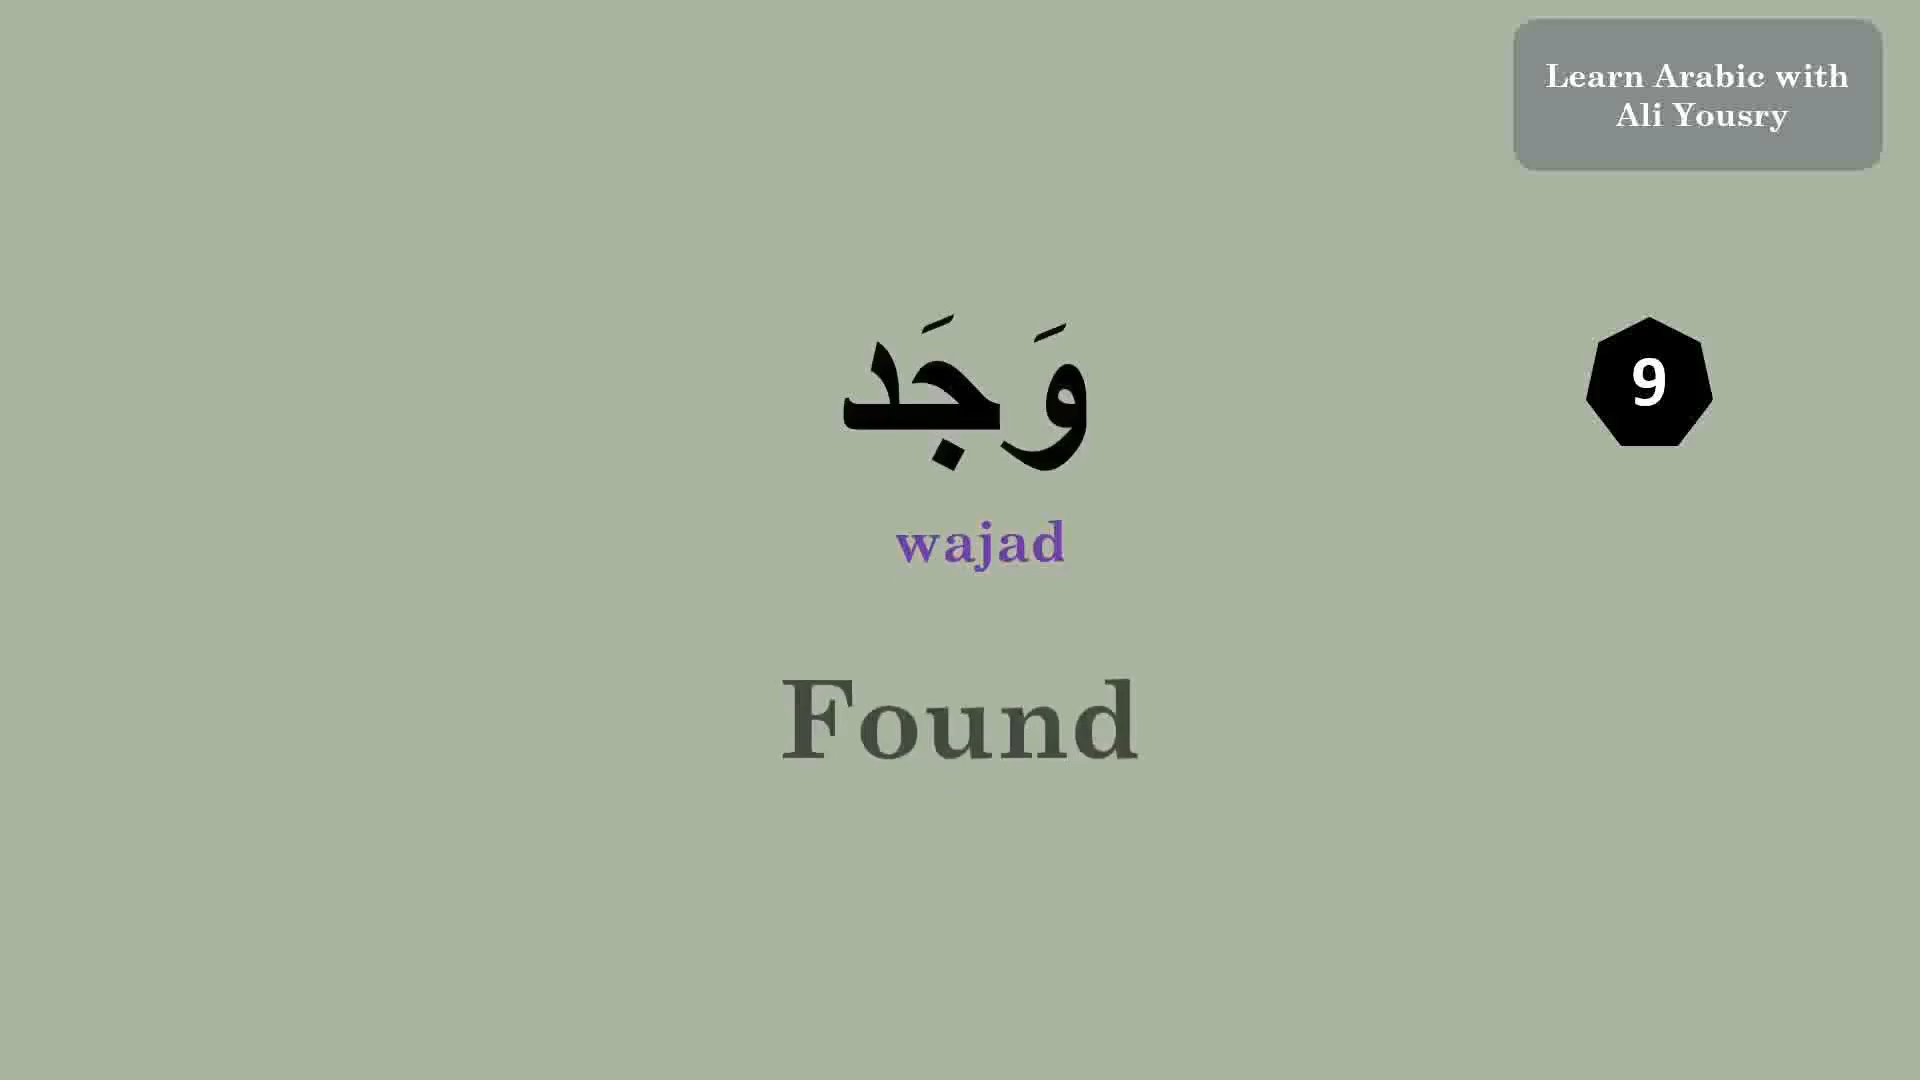 Learn Arabic with
Ali Yousry
وَجَد
9
wajad
Found